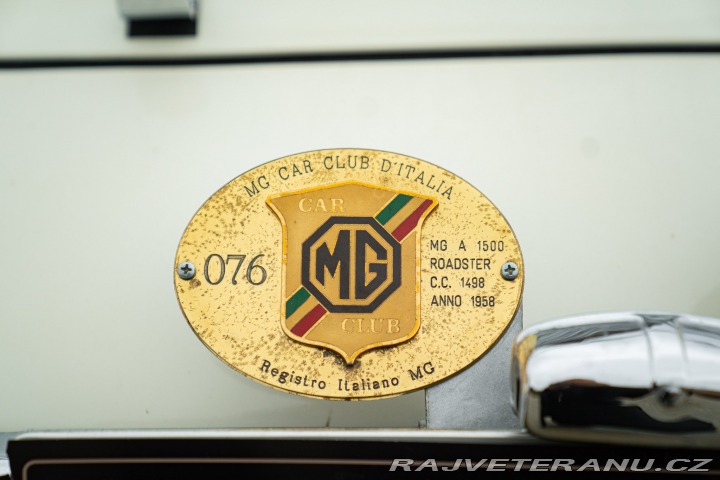 MG CAR CLUB D'ITALIA
CAR
MG
CLUB
076
MG A 1500
ROADSTER
C.C. 1498
ANNO 1958
Registro Italiano MG
RAJVETERANU.CZ